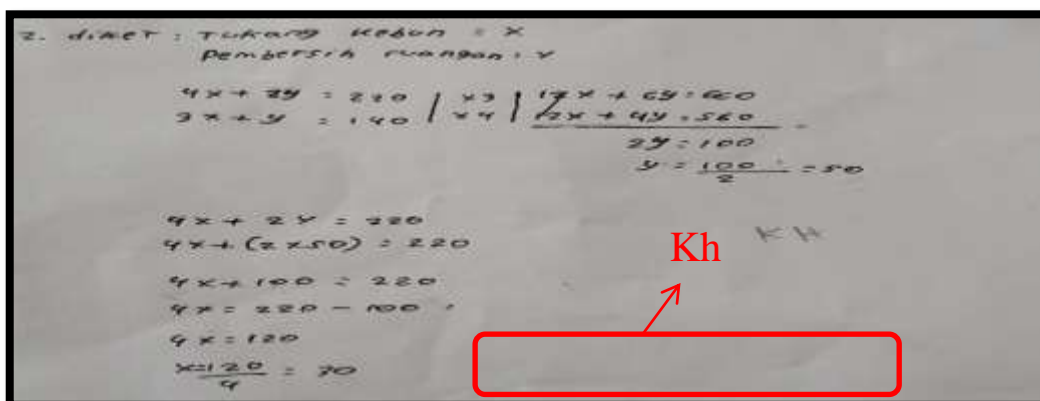 2. diket : Tukang kebun = X
Pembersih ruangan : Y
4x + 2y = 220 | x3 | 12x + 6y = 660
3x + y = 140 | x4 | 12x + 4y = 560
2y = 100
y = 100/2 = 50
4x + 2y = 220
4x + (2x50) = 220
Kh
KH
4x + 100 = 220
4x = 220 - 100
4x = 120
x = 120/4 = 30